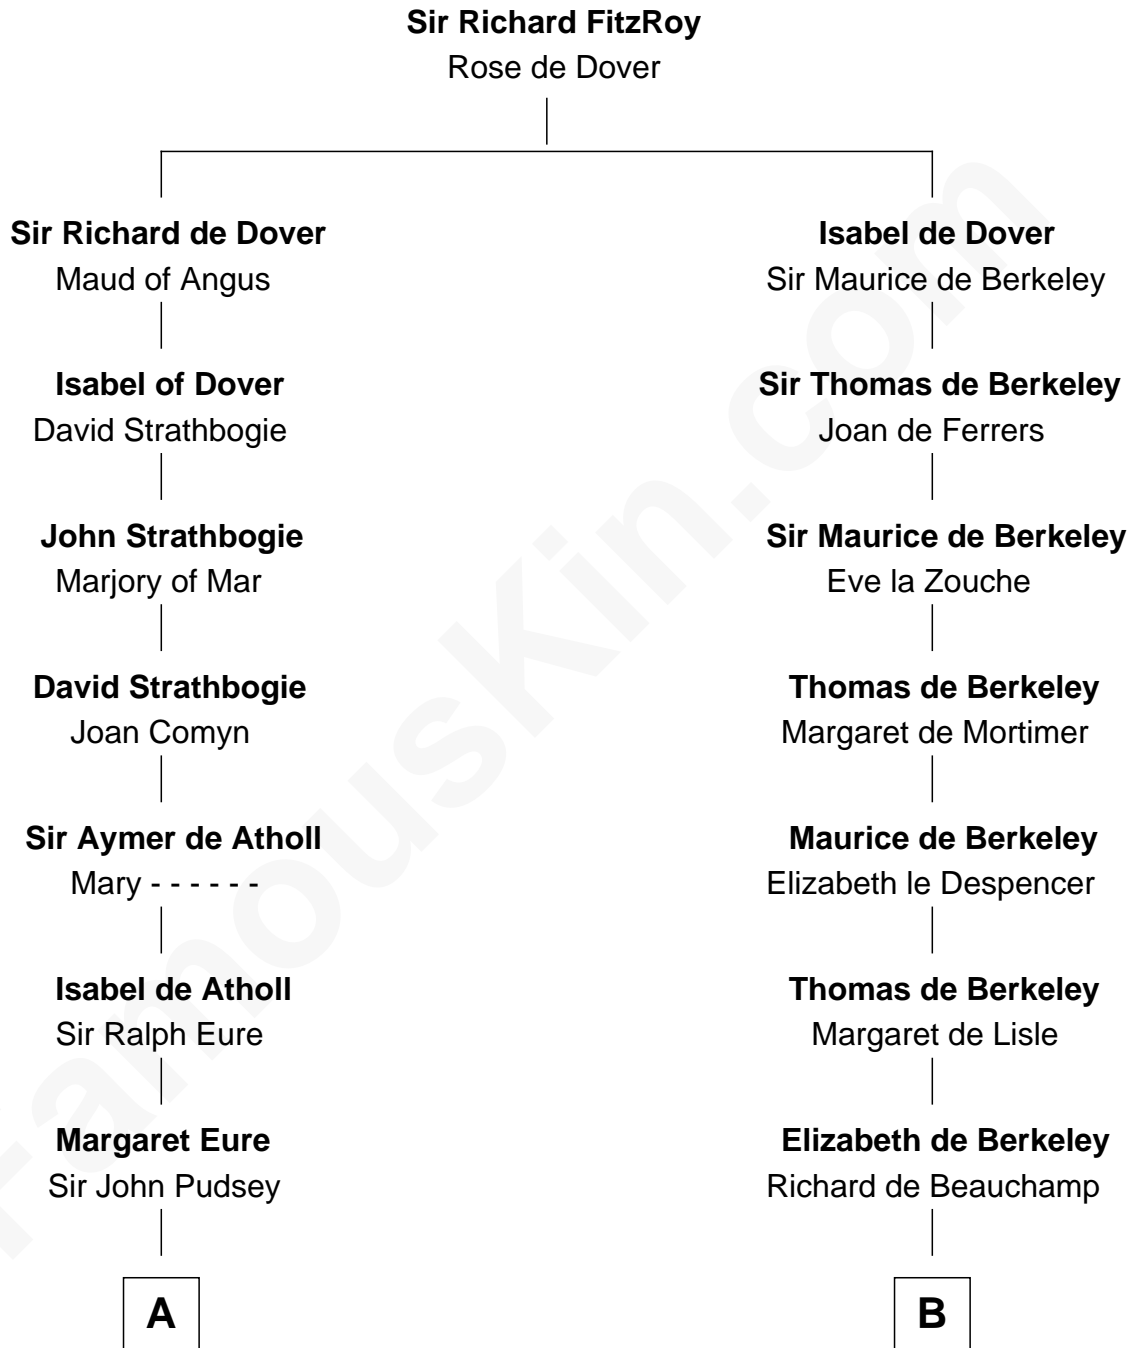 Sir Richard FitzRoy
Rose de Dover
Sir Richard de Dover
Maud of Angus
Isabel of Dover
David Strathbogie
John Strathbogie
Marjory of Mar
David Strathbogie
Joan Comyn
Sir Aymer de Atholl
Mary - - - - - -
Isabel de Atholl
Sir Ralph Eure
Margaret Eure
Sir John Pudsey
A
Isabel de Dover
Sir Maurice de Berkeley
Sir Thomas de Berkeley
Joan de Ferrers
Sir Maurice de Berkeley
Eve la Zouche
Thomas de Berkeley
Margaret de Mortimer
Maurice de Berkeley
Elizabeth le Despencer
Thomas de Berkeley
Margaret de Lisle
Elizabeth de Berkeley
Richard de Beauchamp
B
FamousKin.com